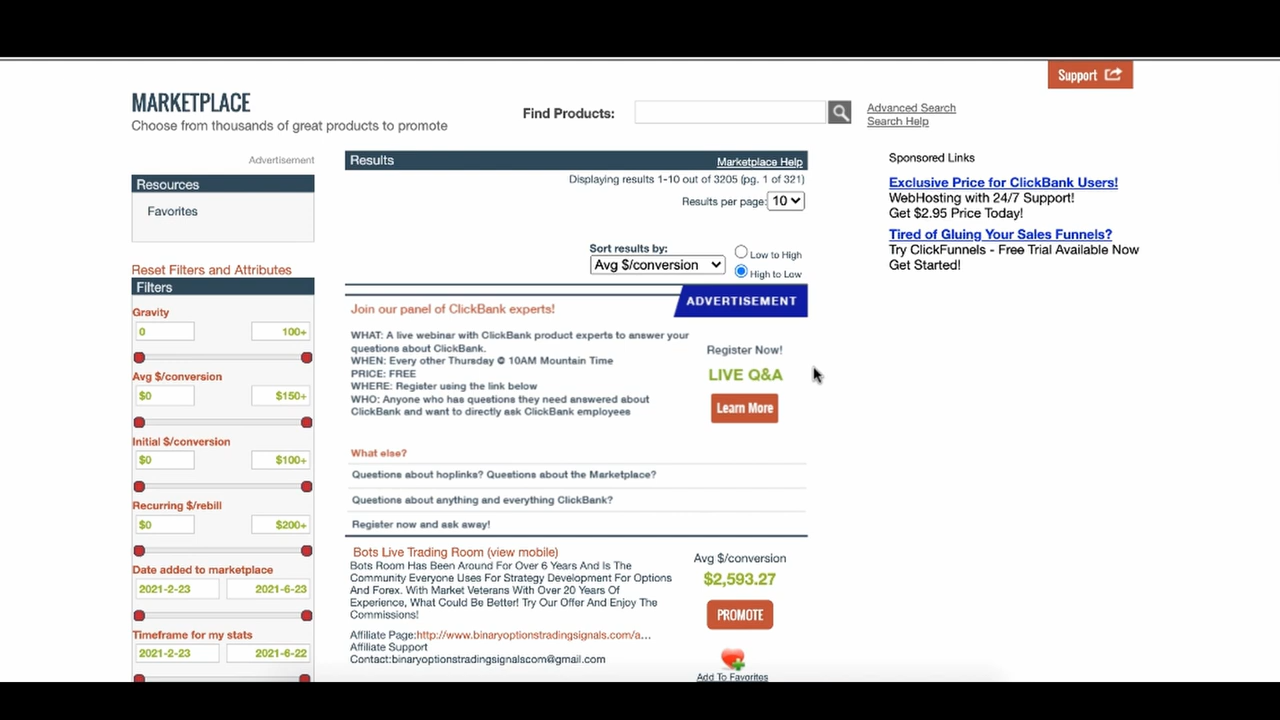 Support
MARKETPLACE
Choose from thousands of great products to promote
Find Products:
Advanced Search
Search Help
Advertisement
Resources
Favorites
Reset Filters and Attributes
Filters
Gravity
0 100+
Avg $/conversion
$0 $150+
Initial $/conversion
$0 $100+
Recurring $/rebill
$0 $200+
Date added to marketplace
2021-2-23 2021-6-23
Timeframe for my stats
2021-2-23 2021-6-22
Results Marketplace Help
Displaying results 1-10 out of 3205 (pg. 1 of 321)
Results per page: 10
Sort results by:
Avg $/conversion
Low to High
High to Low
ADVERTISEMENT
Join our panel of ClickBank experts!
WHAT: A live webinar with ClickBank product experts to answer your
questions about ClickBank.
WHEN: Every other Thursday @ 10AM Mountain Time
PRICE: FREE
WHERE: Register using the link below
WHO: Anyone who has questions they need answered about
ClickBank and want to directly ask ClickBank employees
Register Now!
LIVE Q&A
Learn More
What else?
Questions about hoplinks? Questions about the Marketplace?
Questions about anything and everything ClickBank?
Register now and ask away!
Bots Live Trading Room (view mobile)
Bots Room Has Been Around For Over 6 Years And Is The
Community Everyone Uses For Strategy Development For Options
And Forex. With Market Veterans With Over 20 Years Of
Experience, What Could Be Better! Try Our Offer And Enjoy The
Commissions!
Affiliate Page:http://www.binaryoptionstradingsignals.com/a...
Affiliate Support
Contact:binaryoptionstradingsignalscom@gmail.com
Avg $/conversion
$2,593.27
PROMOTE
Add To Favorites
Sponsored Links
Exclusive Price for ClickBank Users!
WebHosting with 24/7 Support!
Get $2.95 Price Today!
Tired of Gluing Your Sales Funnels?
Try ClickFunnels - Free Trial Available Now
Get Started!